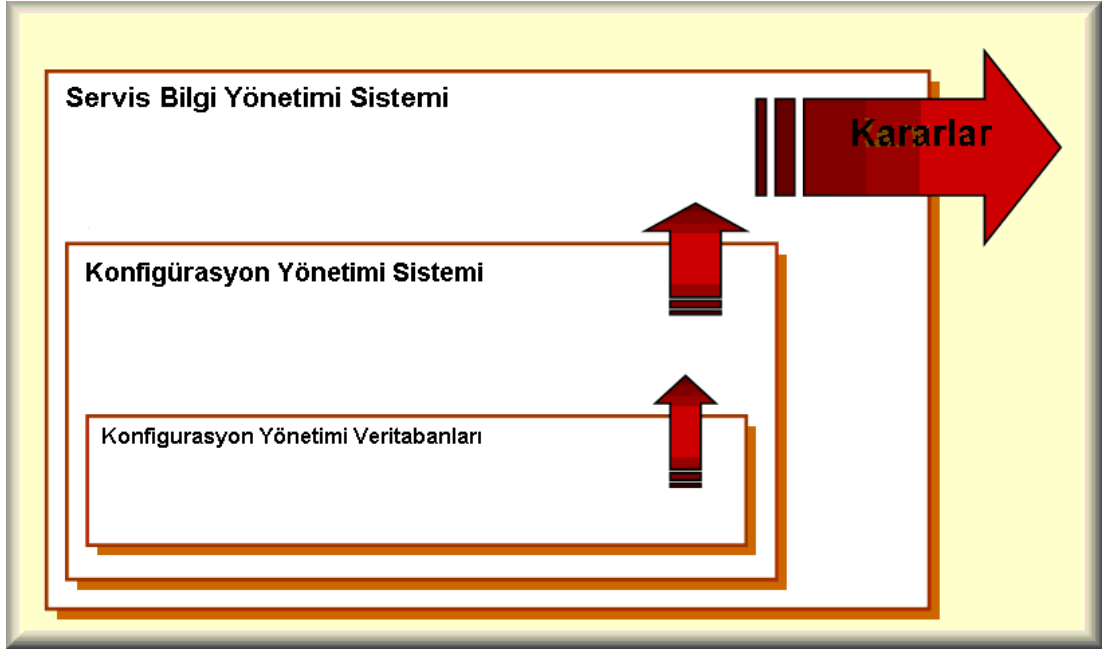 Servis Bilgi Yönetimi Sistemi
Kararlar
Konfigürasyon Yönetimi Sistemi
Konfigurasyon Yönetimi Veritabanları